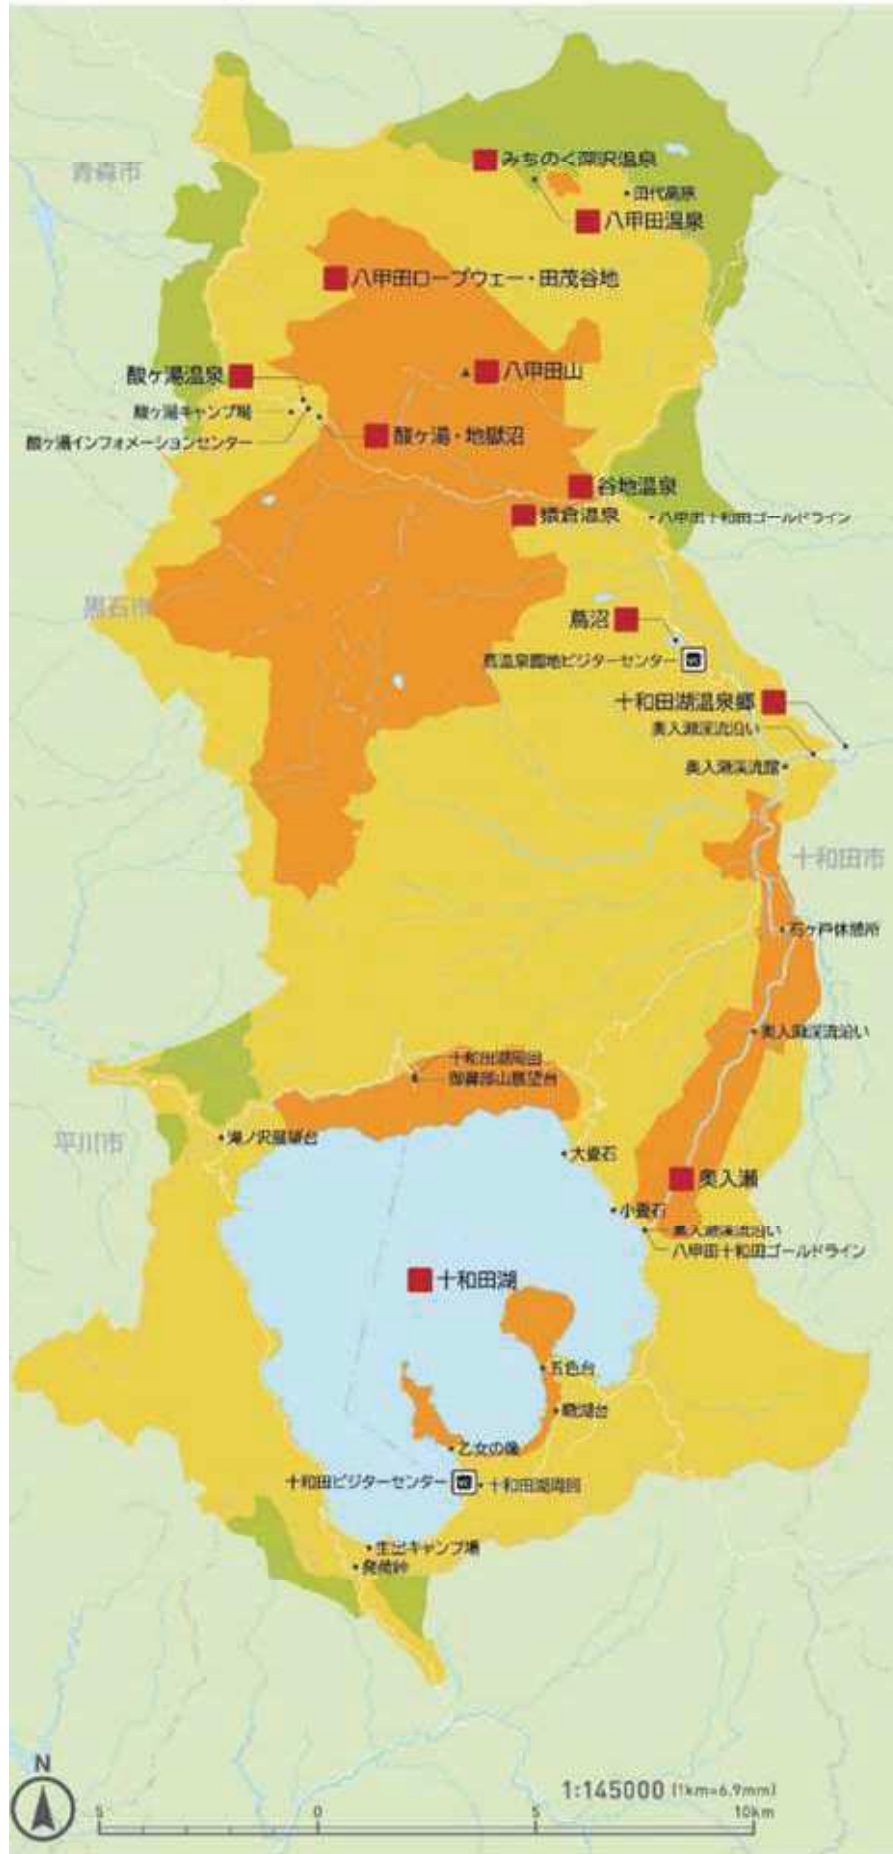 青森市
みちのく深沢温泉
田代高原
八甲田温泉
八甲田ロープウェー・田茂谷地
酸ヶ湯温泉
八甲田山
酸ヶ湯キャンプ場
酸ヶ湯インフォメーションセンター
酸ヶ湯・地獄沼
谷地温泉
猿倉温泉
八甲田十和田ゴールドライン
黒石市
蔦沼
蔦温泉園地ビジターセンター
十和田湖温泉郷
奥入瀬渓流沿い
奥入瀬渓流館
十和田市
石ヶ戸休憩所
奥入瀬渓流沿い
十和田湖周回
御鼻部山展望台
平川市
滝ノ沢展望台
大畳石
奥入瀬
小畳石
奥入瀬渓流沿い
八甲田十和田ゴールドライン
十和田湖
五色台
瞰湖台
乙女の像
十和田ビジターセンター
十和田湖周回
生出キャンプ場
発荷峠
N
1:145000 (1km=6.9mm)
5 0 5 10km